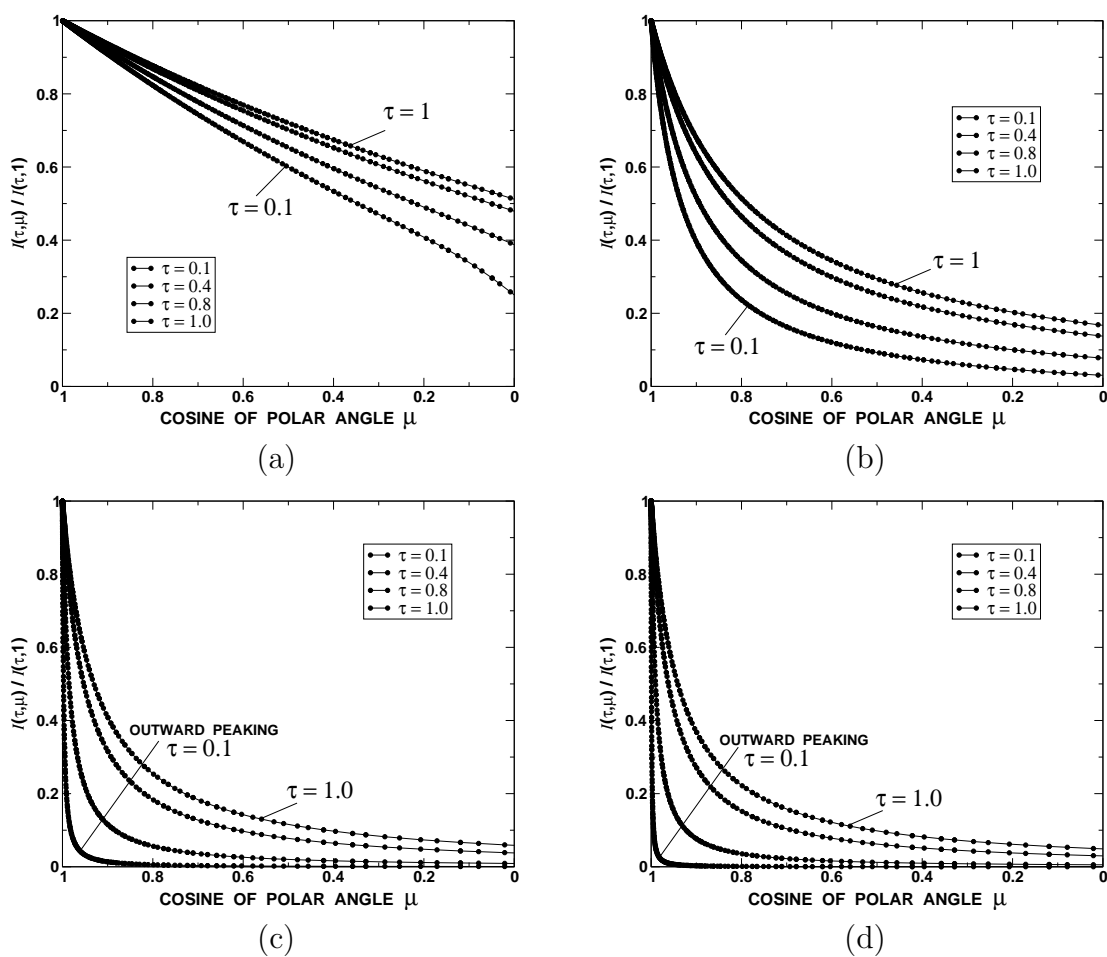 1
0.8
0.6
0.4
0.2
0
I(τ,μ) / I(τ,1)
τ = 1
τ = 0.1
τ = 0.1
τ = 0.4
τ = 0.8
τ = 1.0
1 0.8 0.6 0.4 0.2 0
COSINE OF POLAR ANGLE μ
(a)
1
0.8
0.6
0.4
0.2
0
I(τ,μ) / I(τ,1)
τ = 0.1
τ = 0.4
τ = 0.8
τ = 1.0
τ = 1
τ = 0.1
1 0.8 0.6 0.4 0.2 0
COSINE OF POLAR ANGLE μ
(b)
1
0.8
0.6
0.4
0.2
0
I(τ,μ) / I(τ,1)
τ = 0.1
τ = 0.4
τ = 0.8
τ = 1.0
OUTWARD PEAKING
τ = 0.1
τ = 1.0
1 0.8 0.6 0.4 0.2 0
COSINE OF POLAR ANGLE μ
(c)
1
0.8
0.6
0.4
0.2
0
I(τ,μ) / I(τ,1)
τ = 0.1
τ = 0.4
τ = 0.8
τ = 1.0
OUTWARD PEAKING
τ = 0.1
τ = 1.0
1 0.8 0.6 0.4 0.2 0
COSINE OF POLAR ANGLE μ
(d)